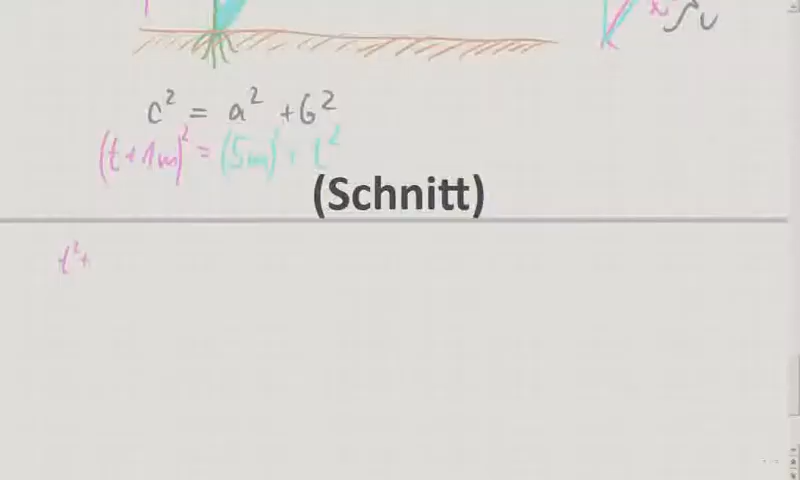 c² = a² + b²
(t + 1m)² = (5m)² + t²
(Schnitt)
t² +